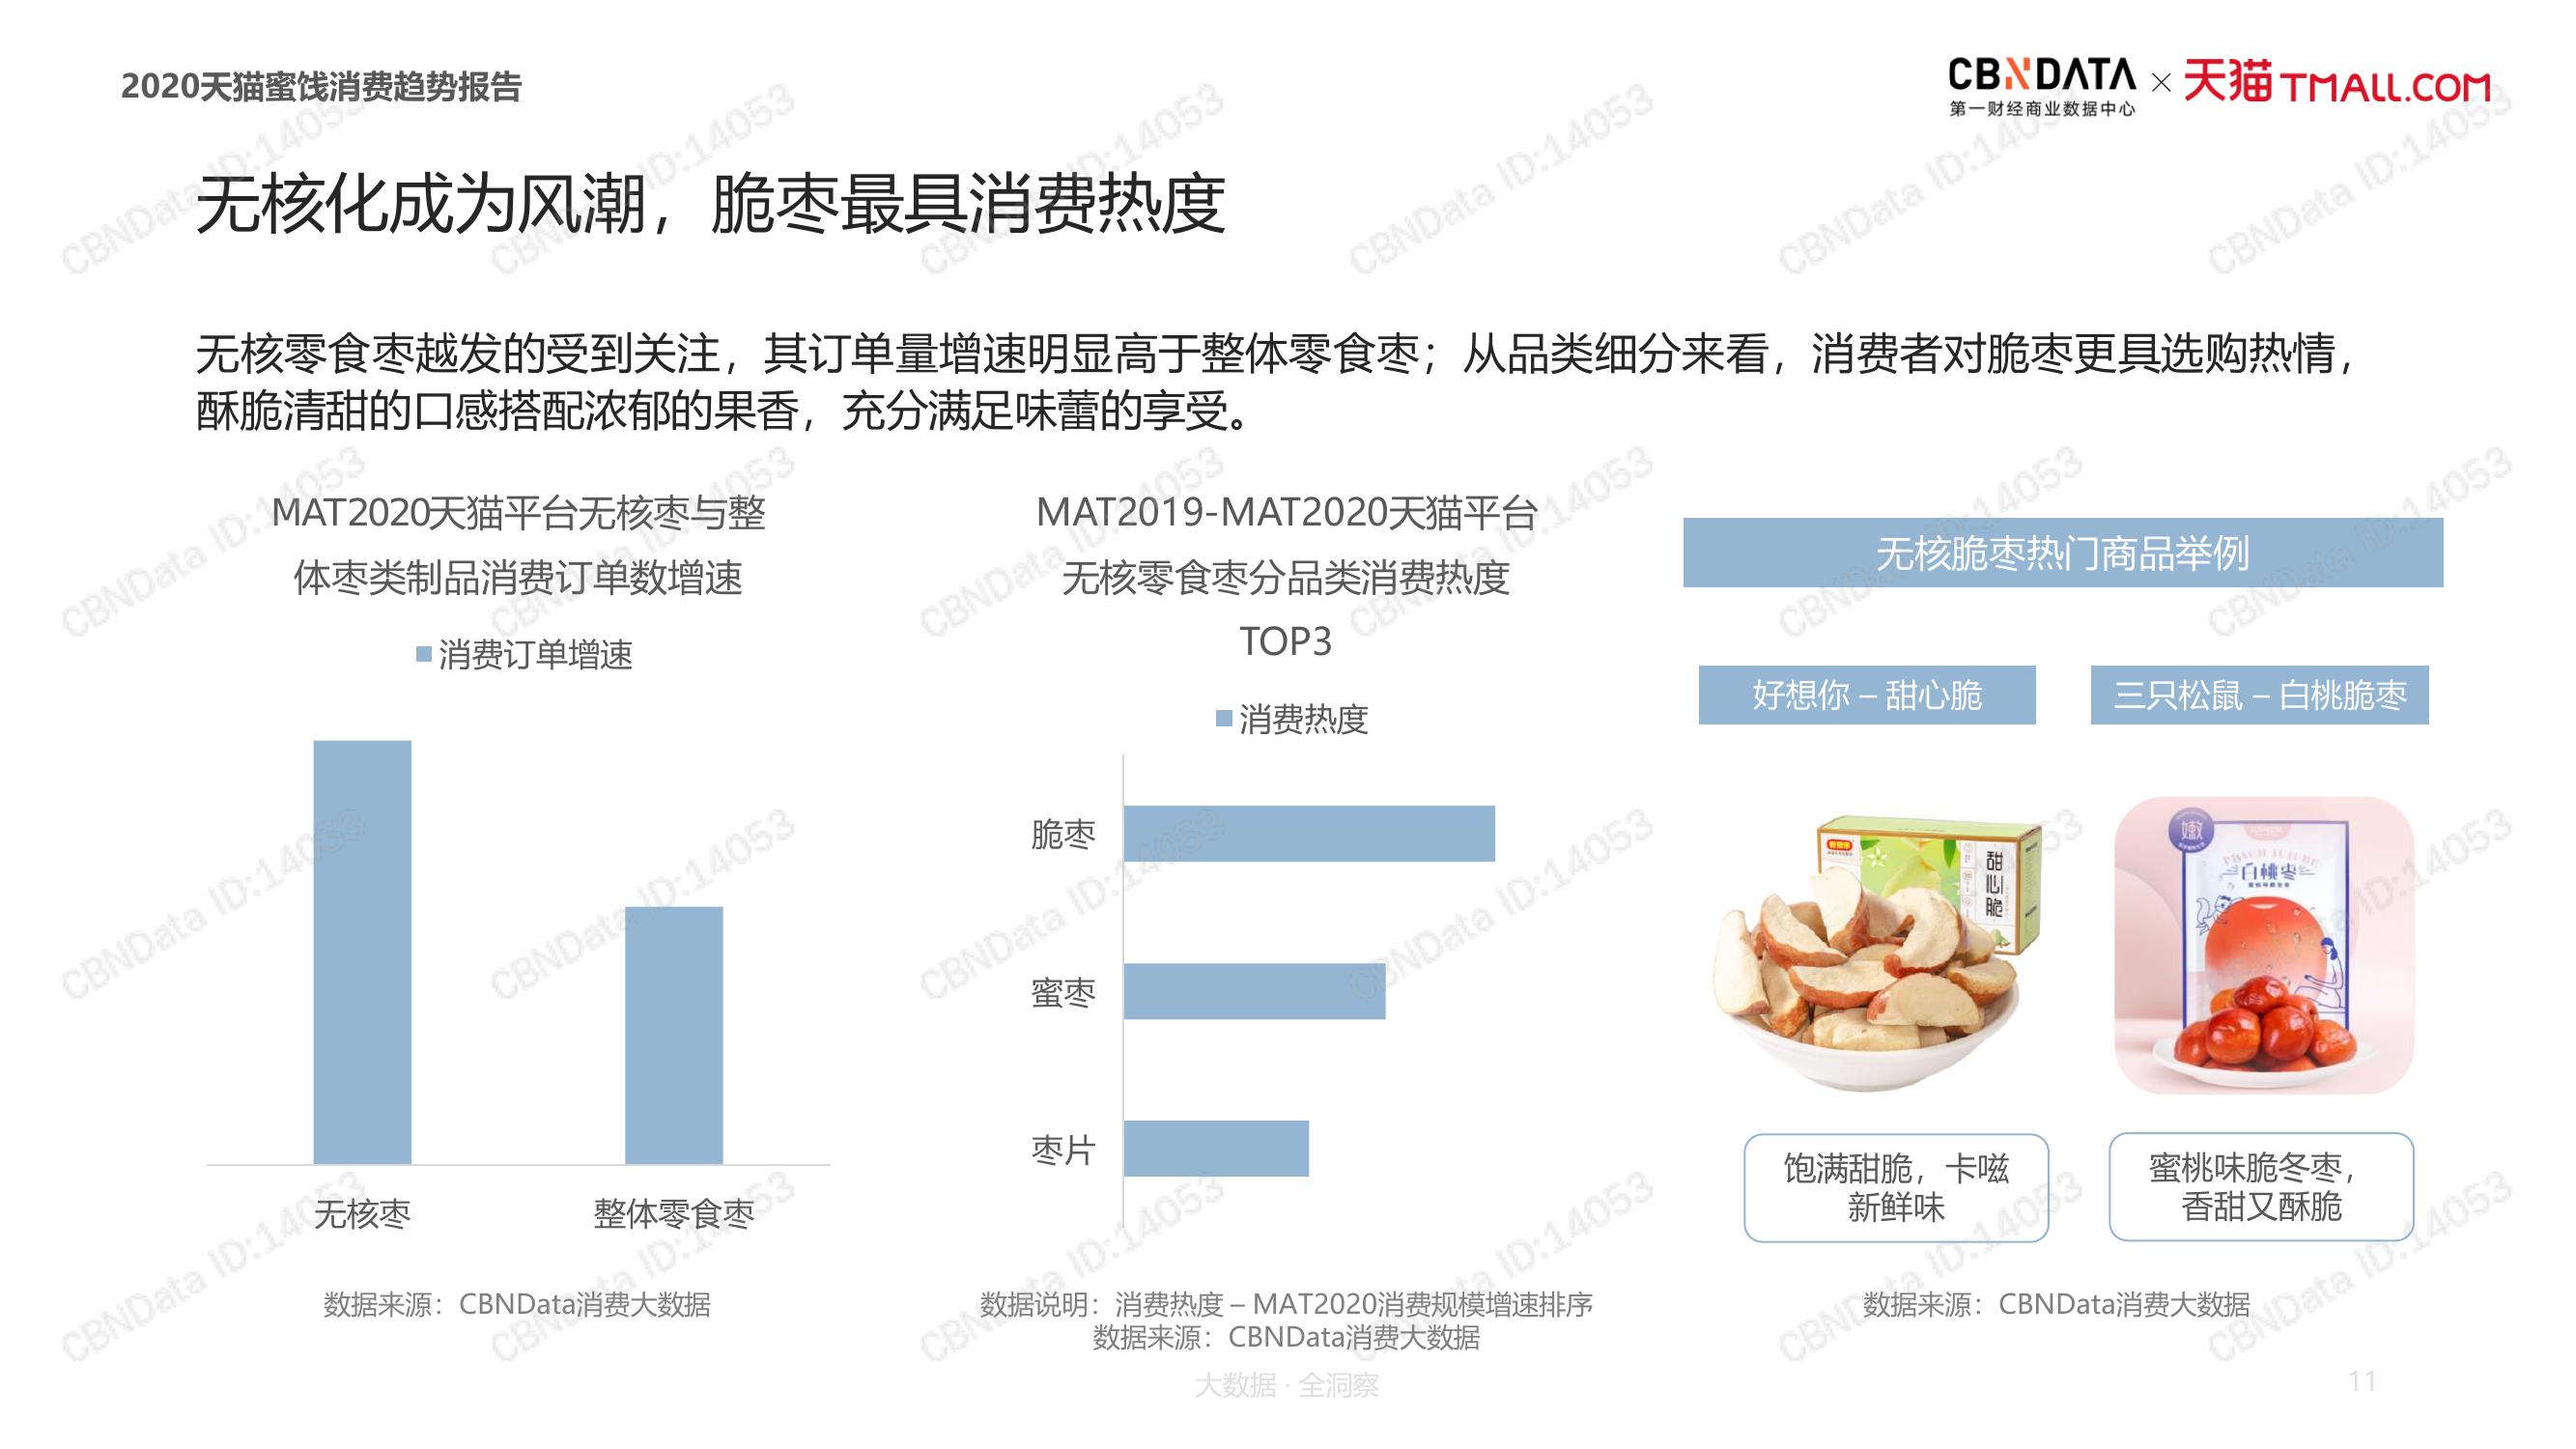 2020天猫蜜饯消费趋势报告
CBNDATA × 天猫 TMALL.COM
第一财经商业数据中心
无核化成为风潮，脆枣最具消费热度
无核零食枣越发的受到关注，其订单量增速明显高于整体零食枣；从品类细分来看，消费者对脆枣更具选购热情，
酥脆清甜的口感搭配浓郁的果香，充分满足味蕾的享受。
MAT2020天猫平台无核枣与整
体枣类制品消费订单数增速
消费订单增速
无核枣
整体零食枣
数据来源：CBNData消费大数据
MAT2019-MAT2020天猫平台
无核零食枣分品类消费热度
TOP3
消费热度
脆枣
蜜枣
枣片
数据说明：消费热度 – MAT2020消费规模增速排序
数据来源：CBNData消费大数据
无核脆枣热门商品举例
好想你 – 甜心脆
三只松鼠 – 白桃脆枣
好想你
甜心脆
嫩
PEACH JUJUBE
白桃枣
饱满甜脆，卡嗞
新鲜味
蜜桃味脆冬枣，
香甜又酥脆
数据来源：CBNData消费大数据
大数据 · 全洞察
11
CBNData ID:14053